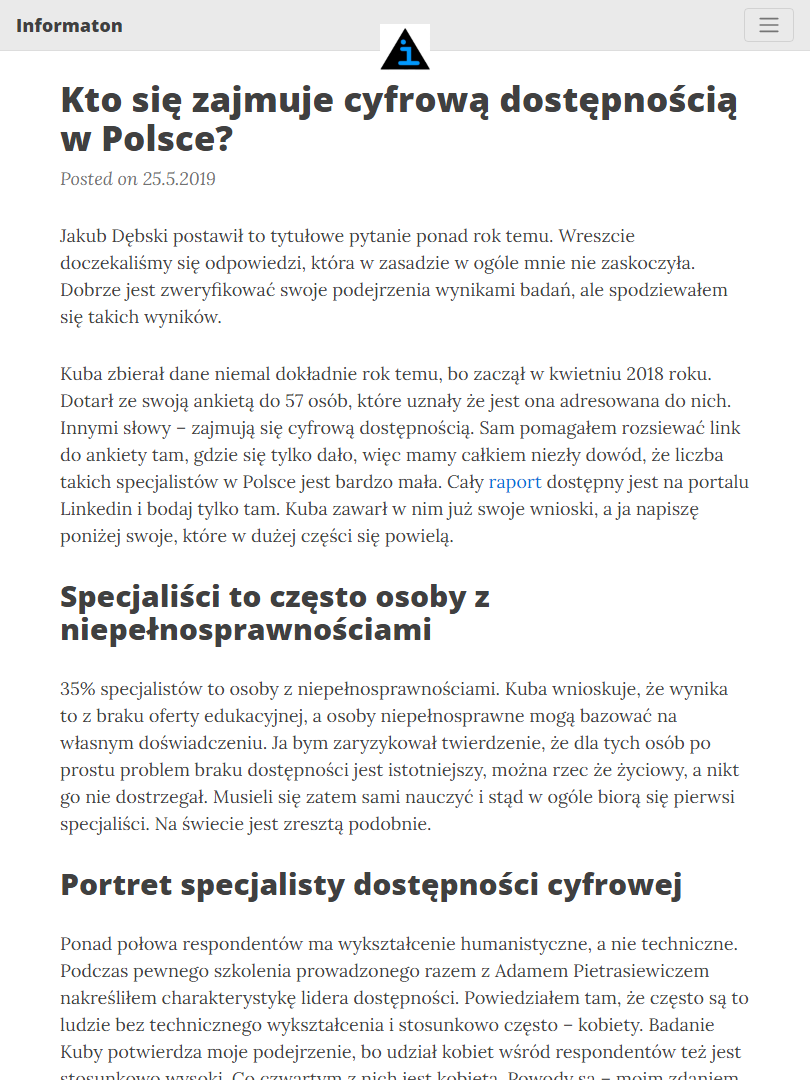 Informaton
i
Kto się zajmuje cyfrową dostępnością
w Polsce?
Posted on 25.5.2019
Jakub Dębski postawił to tytułowe pytanie ponad rok temu. Wreszcie
doczekaliśmy się odpowiedzi, która w zasadzie w ogóle mnie nie zaskoczyła.
Dobrze jest zweryfikować swoje podejrzenia wynikami badań, ale spodziewałem
się takich wyników.
Kuba zbierał dane niemal dokładnie rok temu, bo zaczął w kwietniu 2018 roku.
Dotarł ze swoją ankietą do 57 osób, które uznały że jest ona adresowana do nich.
Innymi słowy – zajmują się cyfrową dostępnością. Sam pomagałem rozsiewać link
do ankiety tam, gdzie się tylko dało, więc mamy całkiem niezły dowód, że liczba
takich specjalistów w Polsce jest bardzo mała. Cały raport dostępny jest na portalu
Linkedin i bodaj tylko tam. Kuba zawarł w nim już swoje wnioski, a ja napiszę
poniżej swoje, które w dużej części się powielą.
Specjaliści to często osoby z
niepełnosprawnościami
35% specjalistów to osoby z niepełnosprawnościami. Kuba wnioskuje, że wynika
to z braku oferty edukacyjnej, a osoby niepełnosprawne mogą bazować na
własnym doświadczeniu. Ja bym zaryzykował twierdzenie, że dla tych osób po
prostu problem braku dostępności jest istotniejszy, można rzec że życiowy, a nikt
go nie dostrzegał. Musieli się zatem sami nauczyć i stąd w ogóle biorą się pierwsi
specjaliści. Na świecie jest zresztą podobnie.
Portret specjalisty dostępności cyfrowej
Ponad połowa respondentów ma wykształcenie humanistyczne, a nie techniczne.
Podczas pewnego szkolenia prowadzonego razem z Adamem Pietrasiewiczem
nakreśliłem charakterystykę lidera dostępności. Powiedziałem tam, że często są to
ludzie bez technicznego wykształcenia i stosunkowo często – kobiety. Badanie
Kuby potwierdza moje podejrzenie, bo udział kobiet wśród respondentów też jest
stosunkowo wysoki. Co czwartym z nich jest kobieta. Powody są – moim zdaniem